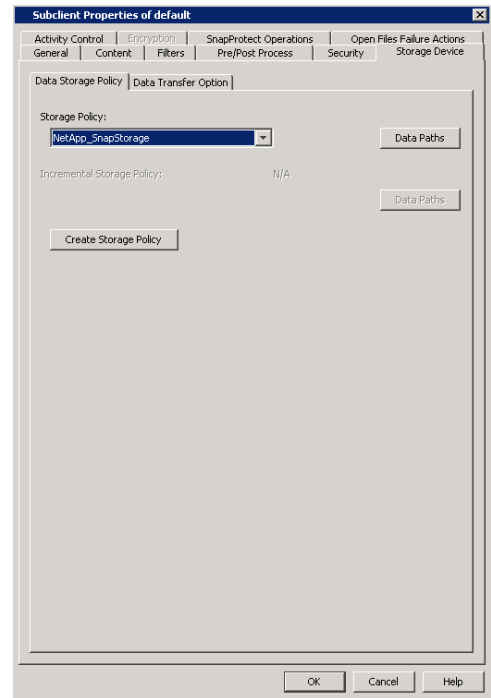 Subclient Properties of default
Activity Control Encryption SnapProtect Operations Open Files Failure Actions
General Content Filters Pre/Post Process Security Storage Device
Data Storage Policy Data Transfer Option
Storage Policy:
NetApp_SnapStorage Data Paths
Incremental Storage Policy: N/A
Data Paths
Create Storage Policy
OK Cancel Help